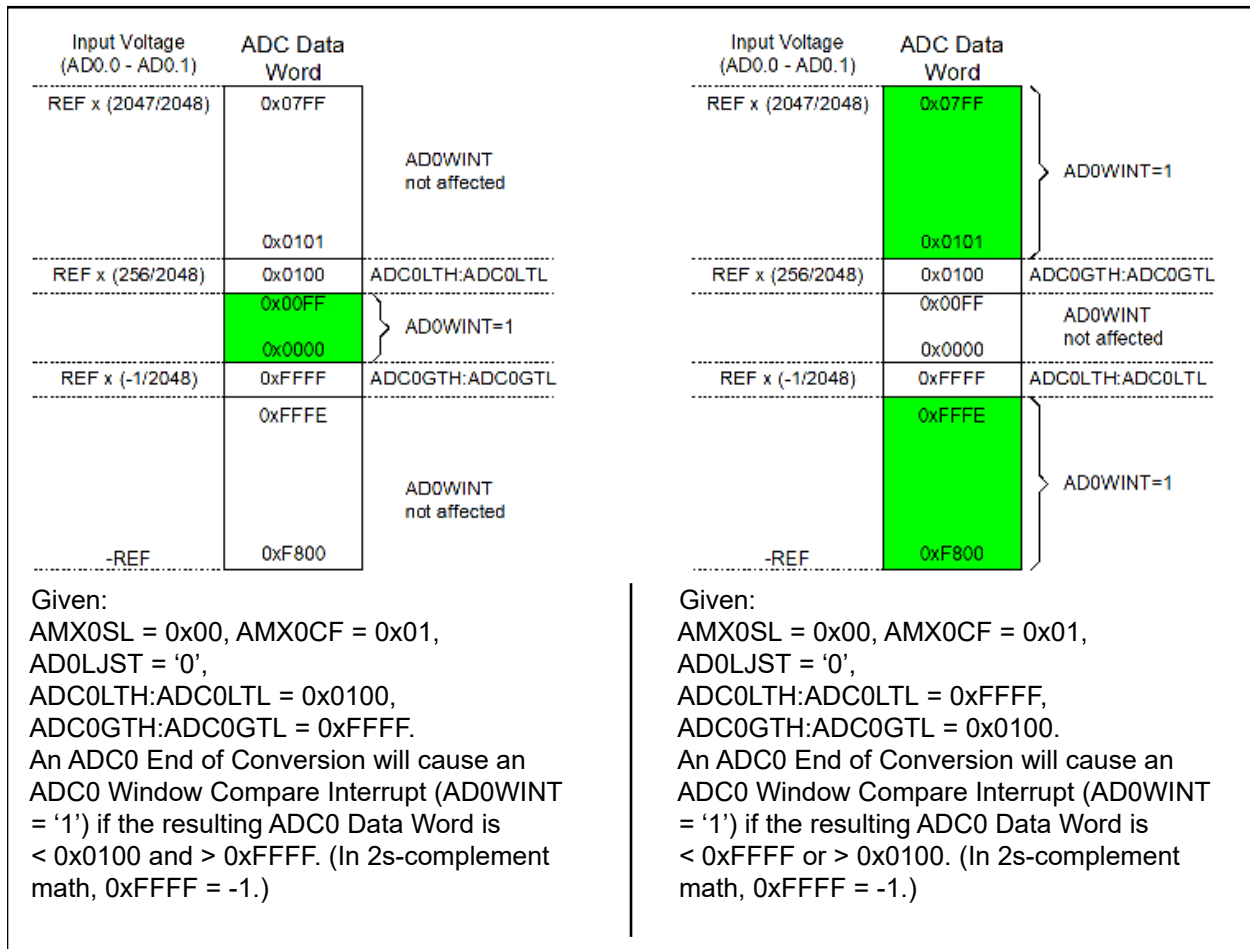 Input Voltage
(AD0.0 - AD0.1)
ADC Data
Word
REF x (2047/2048)
0x07FF
AD0WINT
not affected
0x0101
REF x (256/2048)
0x0100
ADC0LTH:ADC0LTL
0x00FF
AD0WINT=1
0x0000
REF x (-1/2048)
0xFFFF
ADC0GTH:ADC0GTL
0xFFFE
AD0WINT
not affected
-REF
0xF800
Given:
AMX0SL = 0x00, AMX0CF = 0x01,
AD0LJST = ‘0’,
ADC0LTH:ADC0LTL = 0x0100,
ADC0GTH:ADC0GTL = 0xFFFF.
An ADC0 End of Conversion will cause an
ADC0 Window Compare Interrupt (AD0WINT
= ‘1’) if the resulting ADC0 Data Word is
< 0x0100 and > 0xFFFF. (In 2s-complement
math, 0xFFFF = -1.)
Input Voltage
(AD0.0 - AD0.1)
ADC Data
Word
REF x (2047/2048)
0x07FF
AD0WINT=1
0x0101
REF x (256/2048)
0x0100
ADC0GTH:ADC0GTL
0x00FF
AD0WINT
not affected
0x0000
REF x (-1/2048)
0xFFFF
ADC0LTH:ADC0LTL
0xFFFE
AD0WINT=1
-REF
0xF800
Given:
AMX0SL = 0x00, AMX0CF = 0x01,
AD0LJST = ‘0’,
ADC0LTH:ADC0LTL = 0xFFFF,
ADC0GTH:ADC0GTL = 0x0100.
An ADC0 End of Conversion will cause an
ADC0 Window Compare Interrupt (AD0WINT
= ‘1’) if the resulting ADC0 Data Word is
< 0xFFFF or > 0x0100. (In 2s-complement
math, 0xFFFF = -1.)